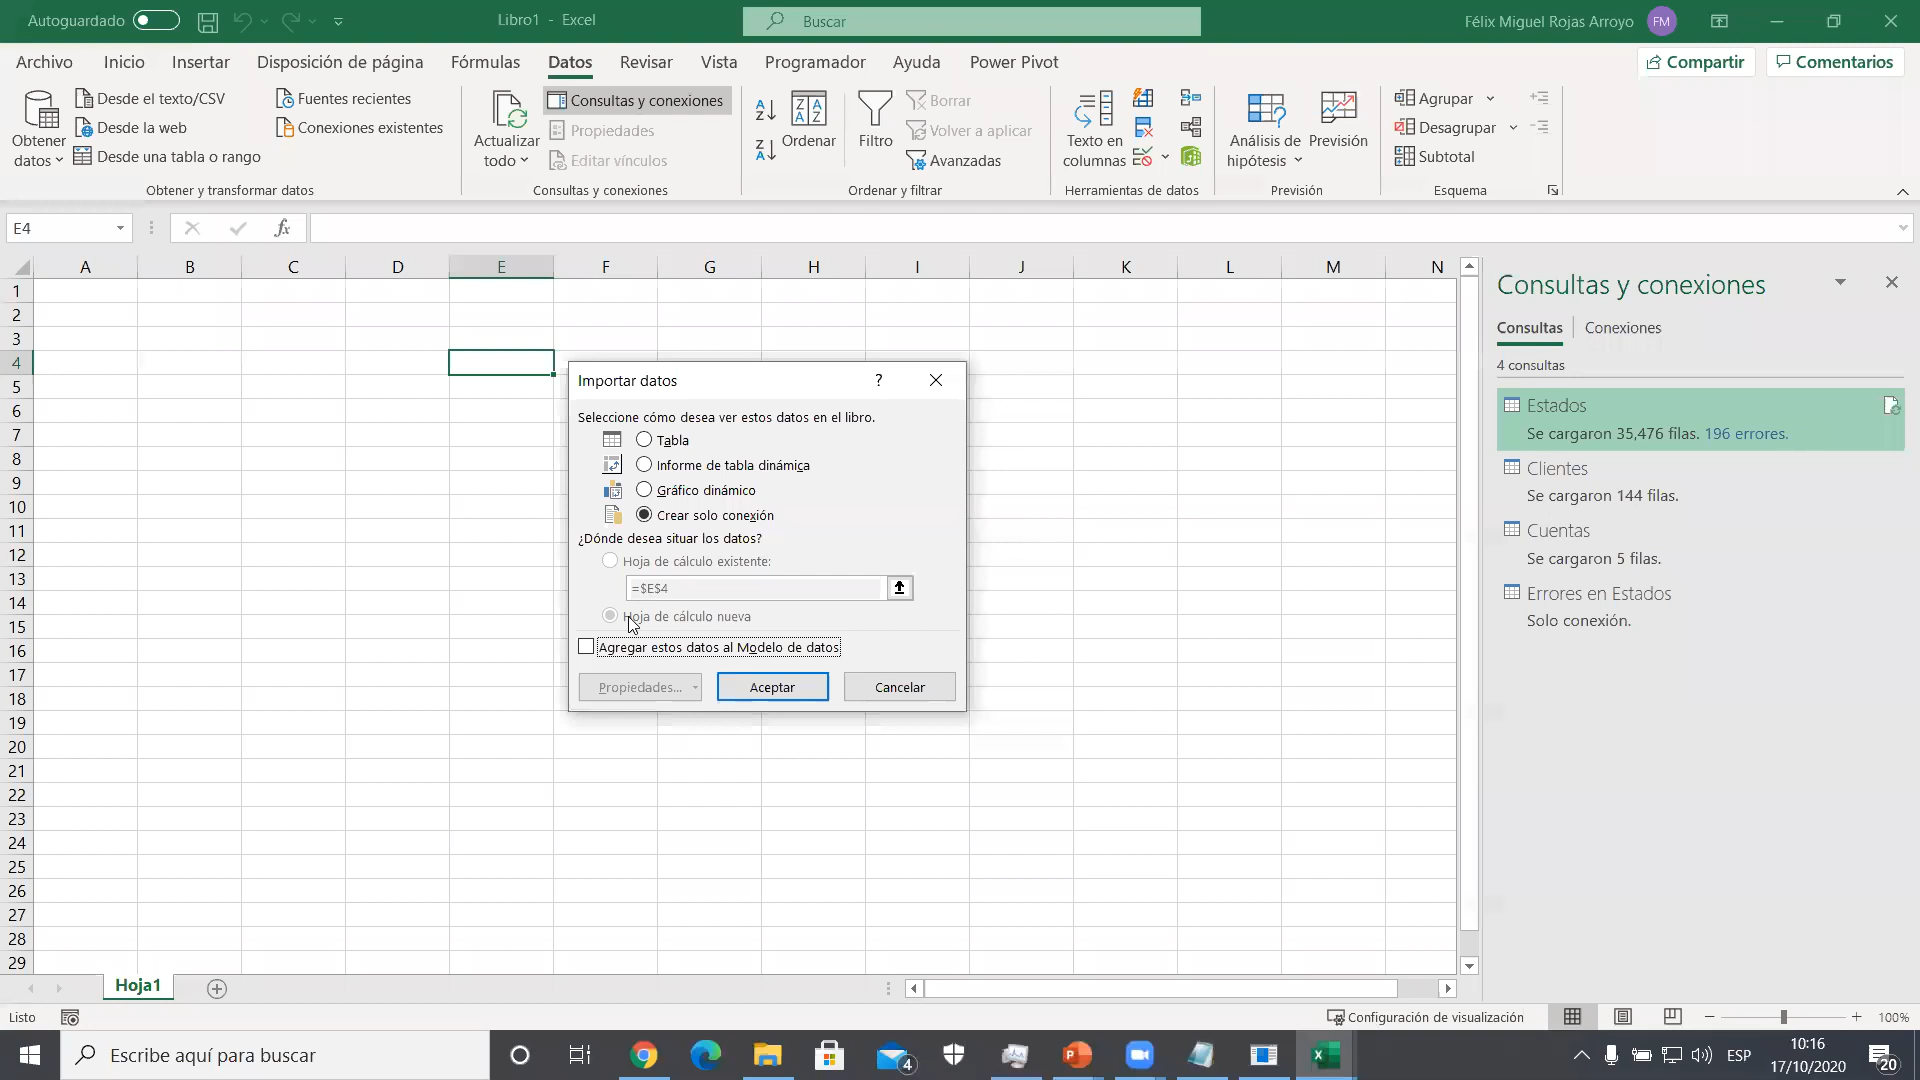 Autoguardado
Libro1 - Excel
Buscar
Félix Miguel Rojas Arroyo
FM
Archivo
Inicio
Insertar
Disposición de página
Fórmulas
Datos
Revisar
Vista
Programador
Ayuda
Power Pivot
Compartir
Comentarios
Obtener
datos
Desde el texto/CSV
Desde la web
Desde una tabla o rango
Fuentes recientes
Conexiones existentes
Obtener y transformar datos
Actualizar
todo
Consultas y conexiones
Propiedades
Editar vínculos
Consultas y conexiones
Ordenar
Filtro
Borrar
Volver a aplicar
Avanzadas
Ordenar y filtrar
Texto en
columnas
Herramientas de datos
Análisis de
hipótesis
Previsión
Previsión
Agrupar
Desagrupar
Subtotal
Esquema
E4
fx
A B C D E F G H I J K L M N
1
2
3
4
5
6
7
8
9
10
11
12
13
14
15
16
17
18
19
20
21
22
23
24
25
26
27
28
29
Importar datos
?
Seleccione cómo desea ver estos datos en el libro.
Tabla
Informe de tabla dinámica
Gráfico dinámico
Crear solo conexión
¿Dónde desea situar los datos?
Hoja de cálculo existente:
=$E$4
Hoja de cálculo nueva
Agregar estos datos al Modelo de datos
Propiedades...
Aceptar
Cancelar
Consultas y conexiones
Consultas
Conexiones
4 consultas
Estados
Se cargaron 35,476 filas. 196 errores.
Clientes
Se cargaron 144 filas.
Cuentas
Se cargaron 5 filas.
Errores en Estados
Solo conexión.
Hoja1
Listo
Configuración de visualización
100%
Escribe aquí para buscar
4
ESP
10:16
17/10/2020
20